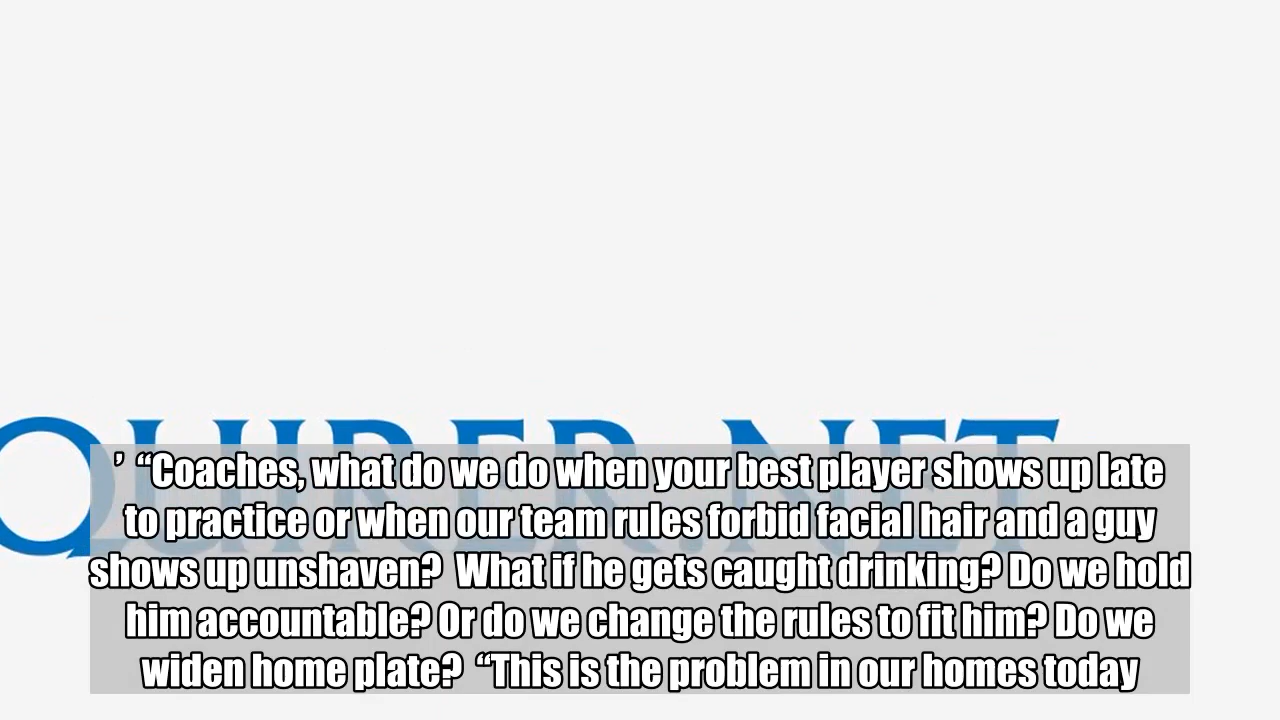 QUIRER.NET
’ “Coaches, what do we do when your best player shows up late
to practice or when our team rules forbid facial hair and a guy
shows up unshaven?  What if he gets caught drinking? Do we hold
him accountable? Or do we change the rules to fit him? Do we
widen home plate?  “This is the problem in our homes today